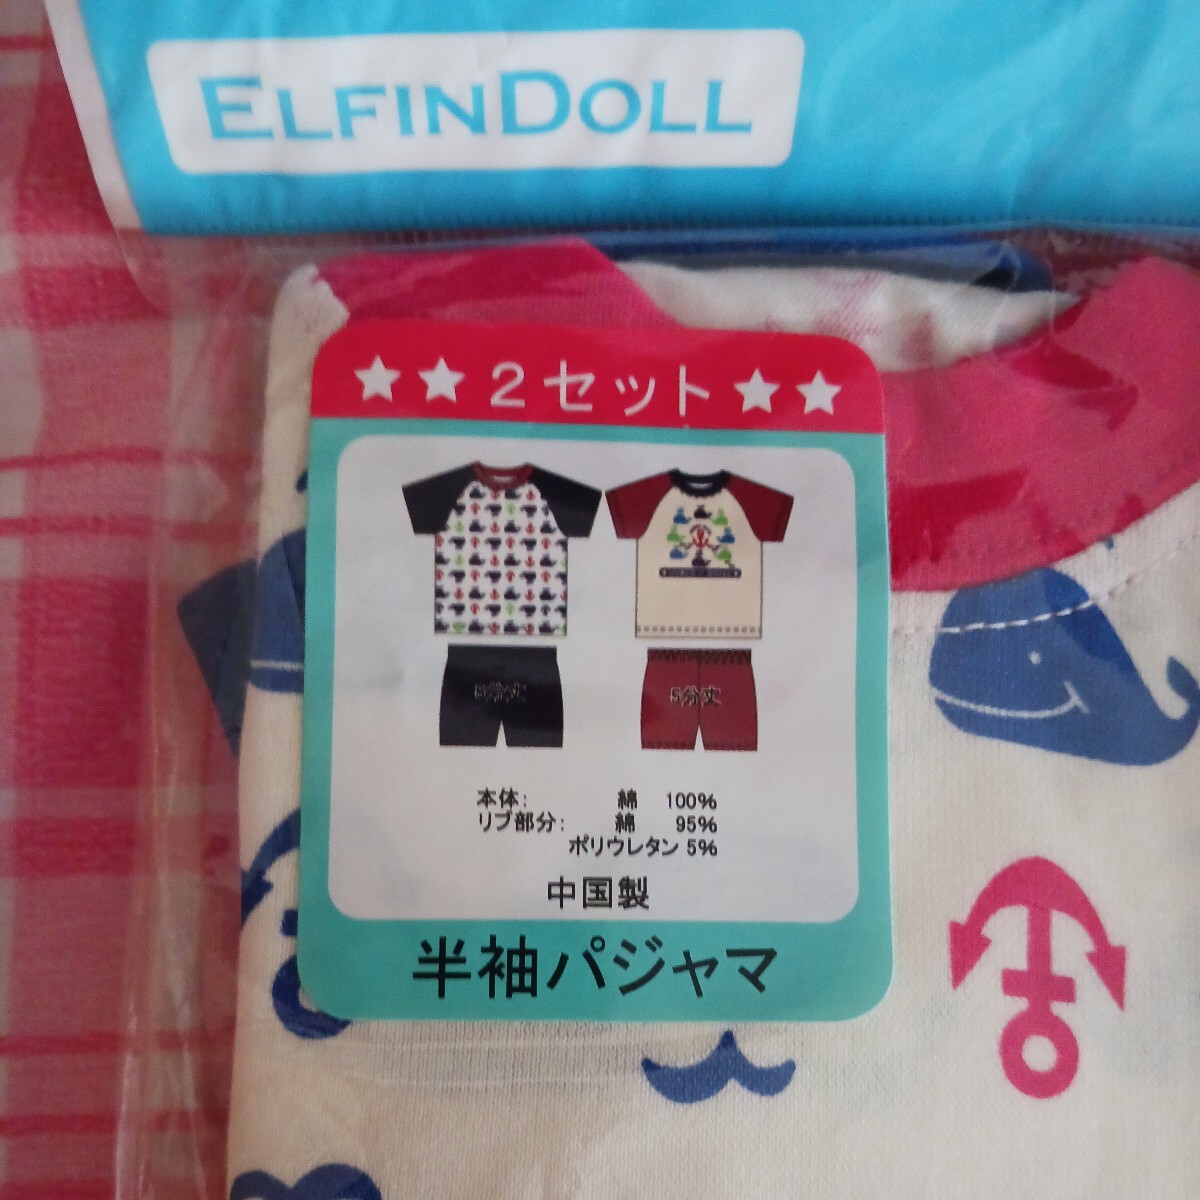 ELFINDOLL
★★2セット★★
5分丈
5分丈
本体： 綿 100%
リブ部分： 綿 95%
ポリウレタン 5%
中国製
半袖パジャマ